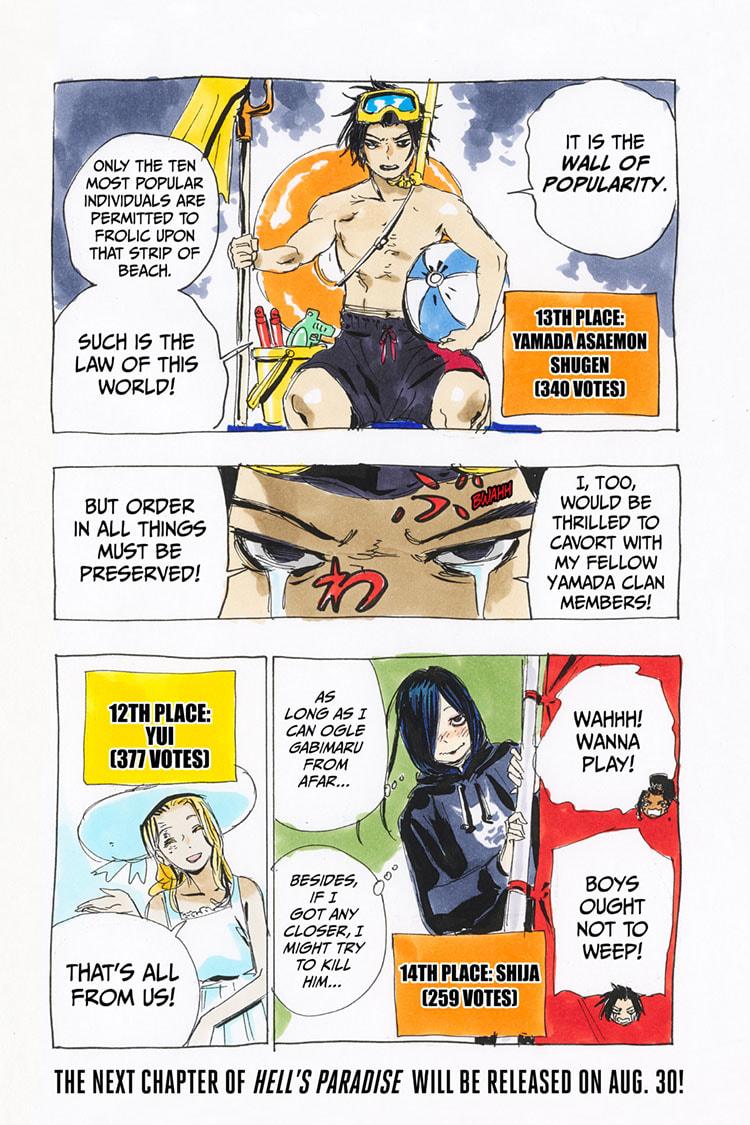 IT IS THE
WALL OF
POPULARITY.
ONLY THE TEN
MOST POPULAR
INDIVIDUALS ARE
PERMITTED TO
FROLIC UPON
THAT STRIP OF
BEACH.
SUCH IS THE
LAW OF THIS
WORLD!
13TH PLACE:
YAMADA ASAEMON
SHUGEN
(340 VOTES)
I, TOO,
WOULD BE
THRILLED TO
CAVORT WITH
MY FELLOW
YAMADA CLAN
MEMBERS!
ぶ
BWAHH
わ
BUT ORDER
IN ALL THINGS
MUST BE
PRESERVED!
WAHHH!
WANNA
PLAY!
BOYS
OUGHT
NOT TO
WEEP!
AS
LONG AS I
CAN OGLE
GABIMARU
FROM
AFAR...
BESIDES,
IF I
GOT ANY
CLOSER, I
MIGHT TRY
TO KILL
HIM...
14TH PLACE: SHIJA
(259 VOTES)
12TH PLACE:
YUI
(377 VOTES)
THAT'S ALL
FROM US!
THE NEXT CHAPTER OF HELL'S PARADISE WILL BE RELEASED ON AUG. 30!